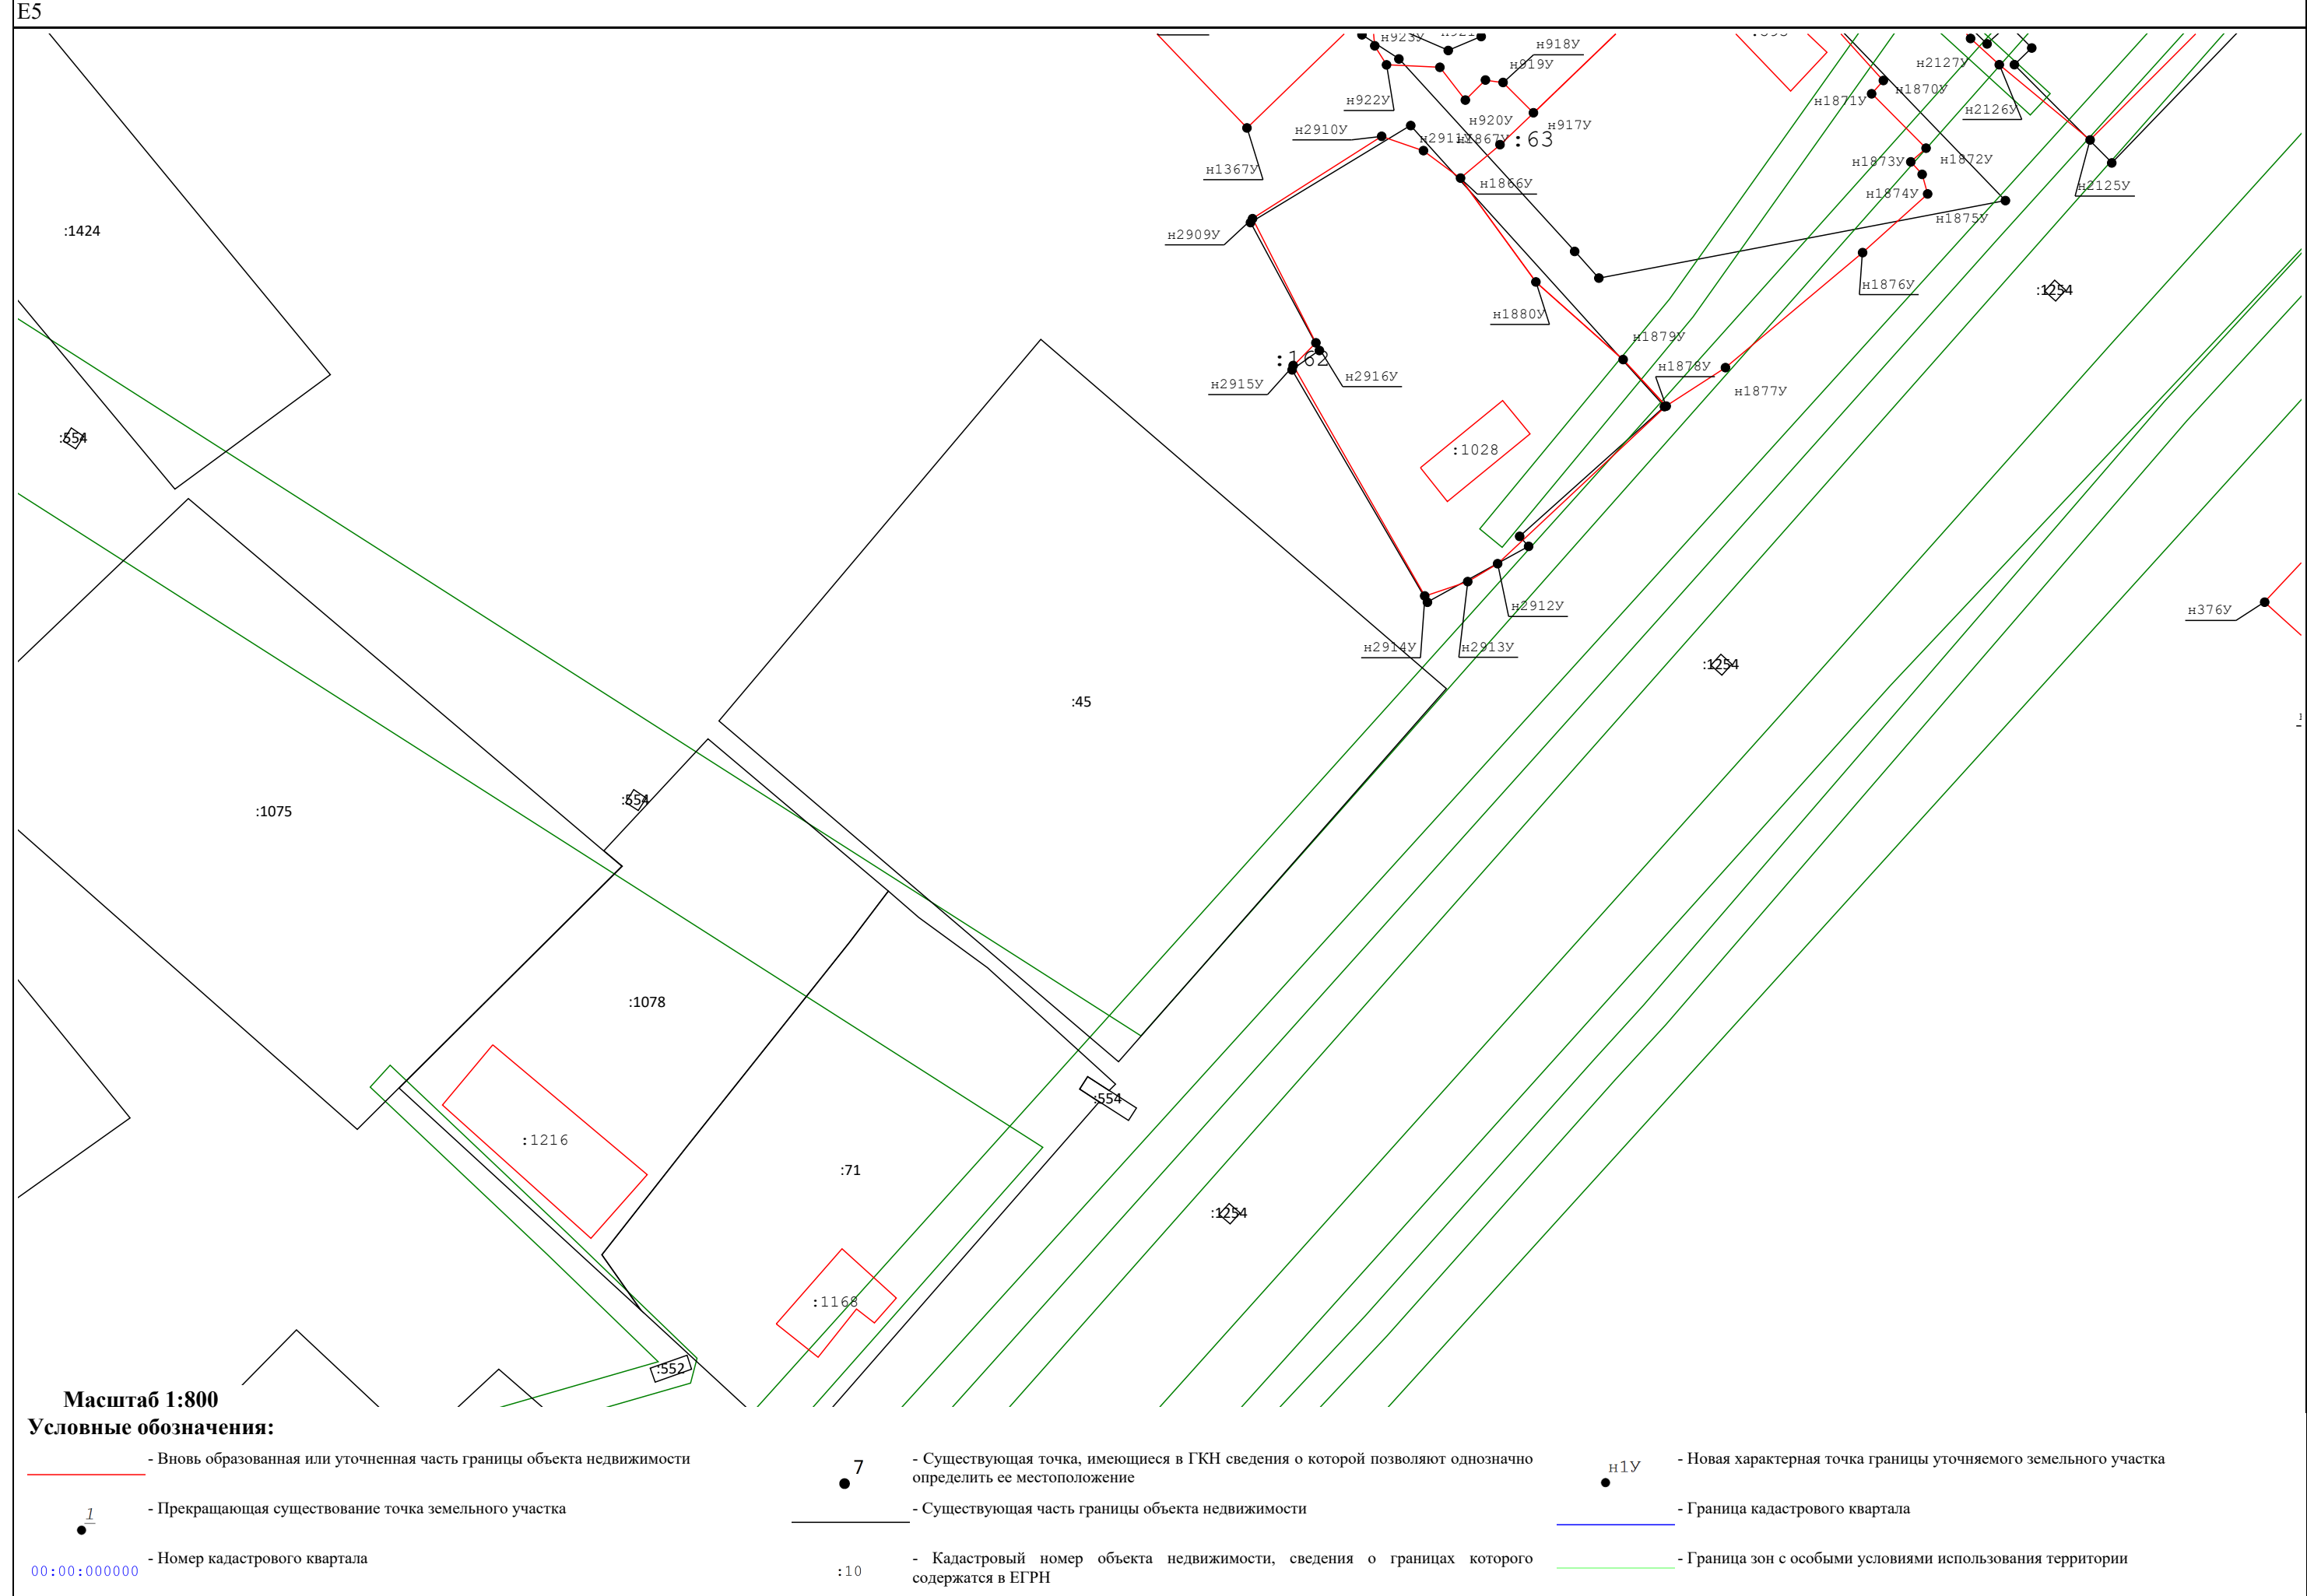 E5
н923У
н918У
н919У
н2127У
н1870У
н1871У
н922У
н2126У
н920У
н917У
н2910У
:63
н1367У
н1873У
н1872У
н1866У
н1874У
н2125У
н1875У
:1424
н2909У
н1876У
:1254
н1880У
н1879У
:162
н1878У
н2915У
н2916У
н1877У
:554
:1028
н2912У
н376У
н2914У
н2913У
:1254
:45
:554
:1075
:1078
:554
:1216
:71
:1254
:1168
:552
Масштаб 1:800
Условные обозначения:
- Вновь образованная или уточненная часть границы объекта недвижимости
7
- Существующая точка, имеющиеся в ГКН сведения о которой позволяют однозначно
определить ее местоположение
н1У
- Новая характерная точка границы уточняемого земельного участка
1
- Прекращающая существование точка земельного участка
- Существующая часть границы объекта недвижимости
- Граница кадастрового квартала
00:00:000000
- Номер кадастрового квартала
:10
- Кадастровый номер объекта недвижимости, сведения о границах которого
содержатся в ЕГРН
- Граница зон с особыми условиями использования территории